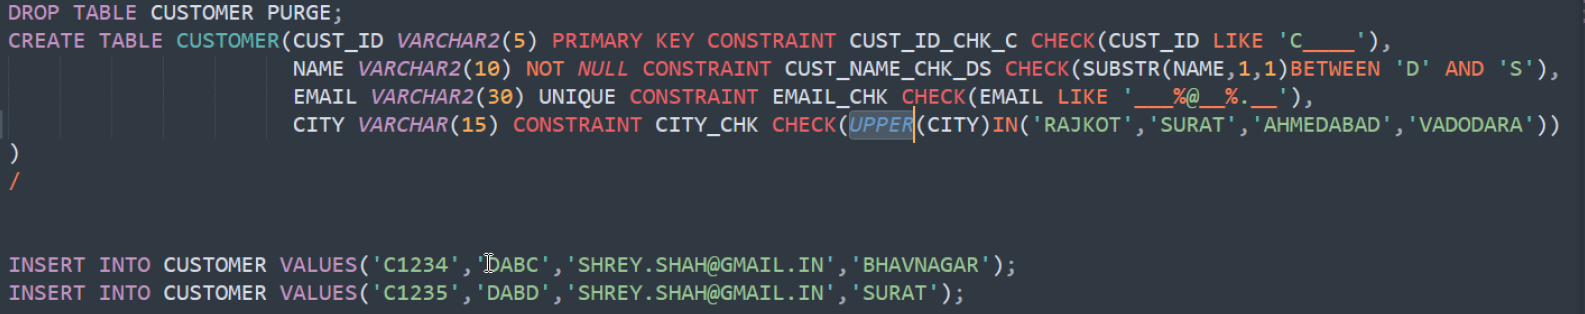 DROP TABLE CUSTOMER PURGE;
CREATE TABLE CUSTOMER(CUST_ID VARCHAR2(5) PRIMARY KEY CONSTRAINT CUST_ID_CHK_C CHECK(CUST_ID LIKE 'C____'),
NAME VARCHAR2(10) NOT NULL CONSTRAINT CUST_NAME_CHK_DS CHECK(SUBSTR(NAME,1,1)BETWEEN 'D' AND 'S'),
EMAIL VARCHAR2(30) UNIQUE CONSTRAINT EMAIL_CHK CHECK(EMAIL LIKE '___%@__%.__'),
CITY VARCHAR(15) CONSTRAINT CITY_CHK CHECK(UPPER(CITY)IN('RAJKOT','SURAT','AHMEDABAD','VADODARA'))
)
/
INSERT INTO CUSTOMER VALUES('C1234','DABC','SHREY.SHAH@GMAIL.IN','BHAVNAGAR');
INSERT INTO CUSTOMER VALUES('C1235','DABD','SHREY.SHAH@GMAIL.IN','SURAT');